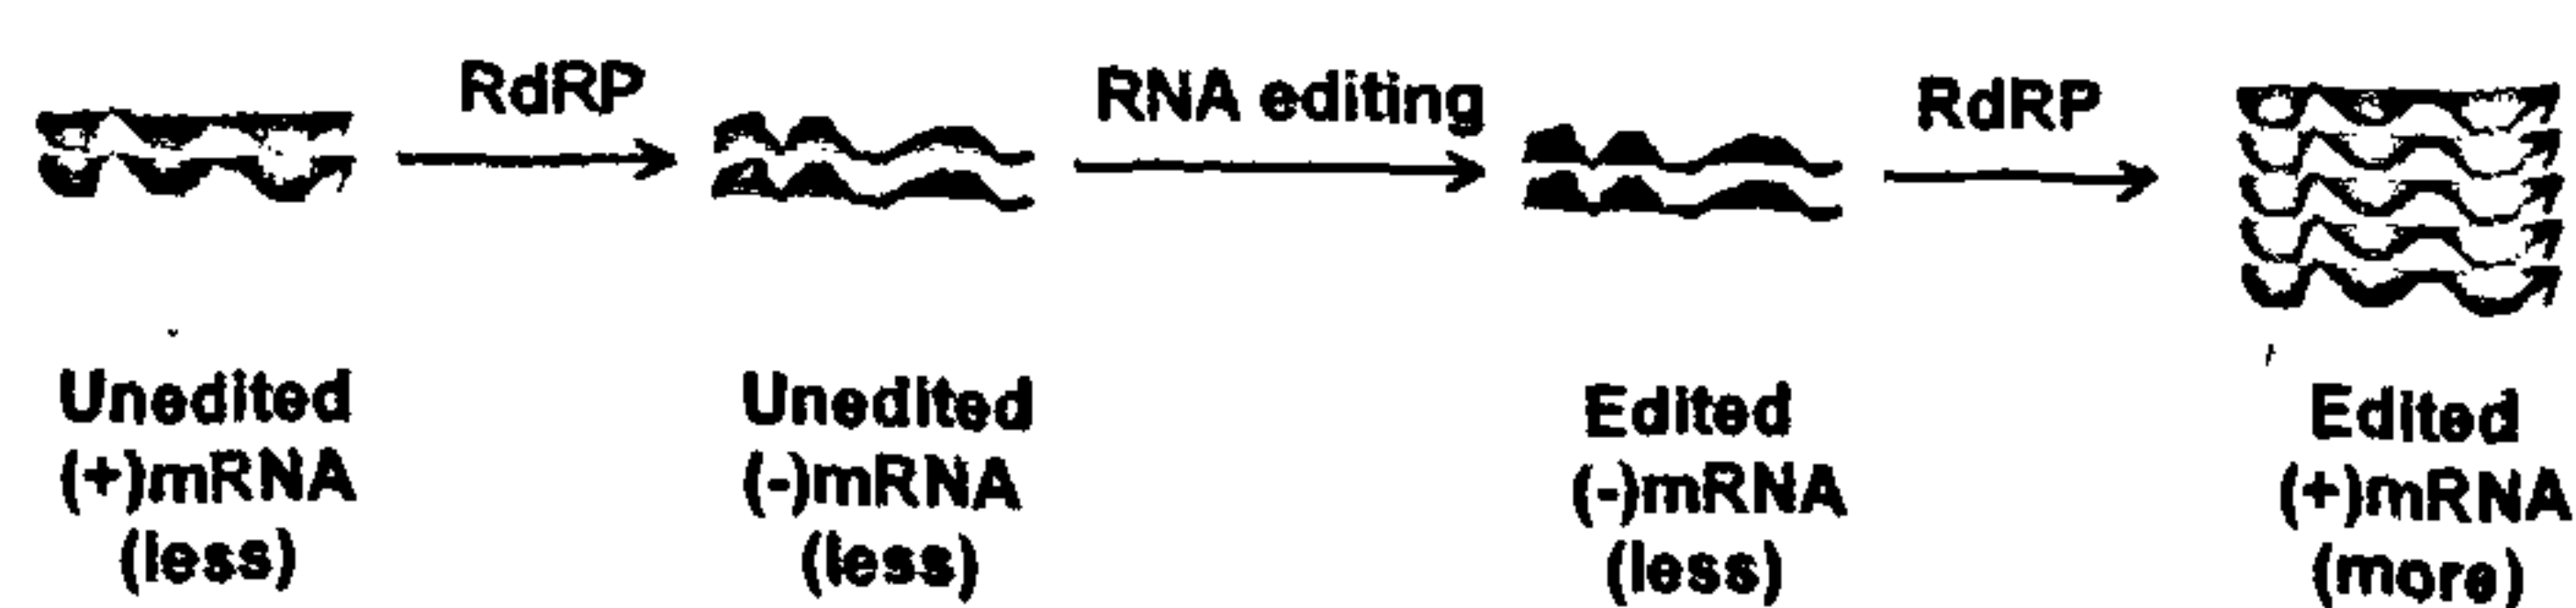 RdRP
RNA editing
RdRP
Unedited
(+)mRNA
(less)
Unedited
(-)mRNA
(less)
Edited
(-)mRNA
(less)
Edited
(+)mRNA
(more)